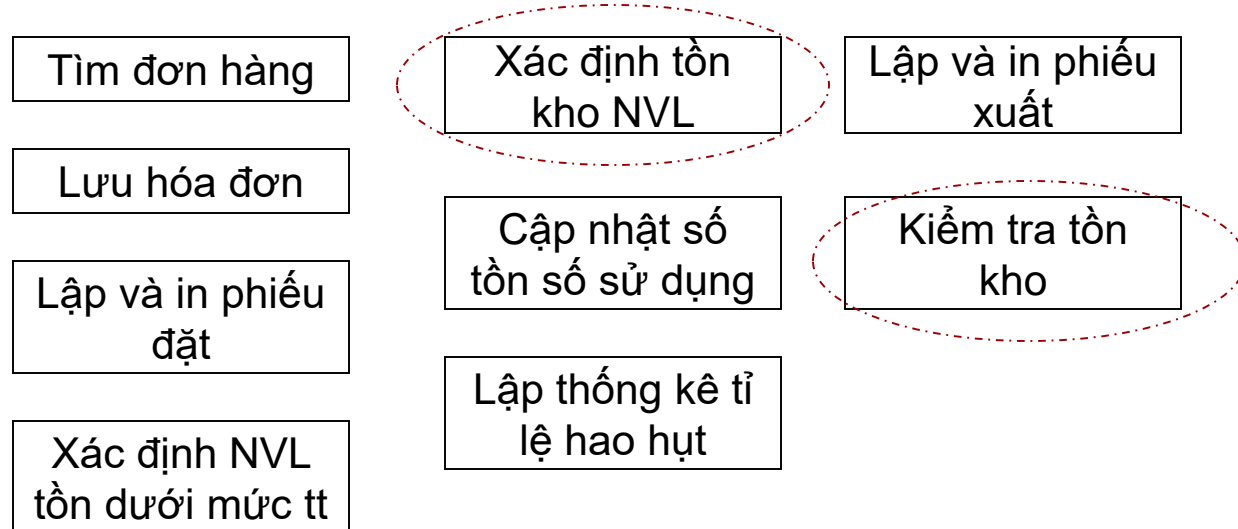 Tìm đơn hàng
Lưu hóa đơn
Lập và in phiếu
đặt
Xác định NVL
tồn dưới mức tt
Xác định tồn
kho NVL
Cập nhật số
tồn số sử dụng
Lập thống kê tỉ
lệ hao hụt
Lập và in phiếu
xuất
Kiểm tra tồn
kho